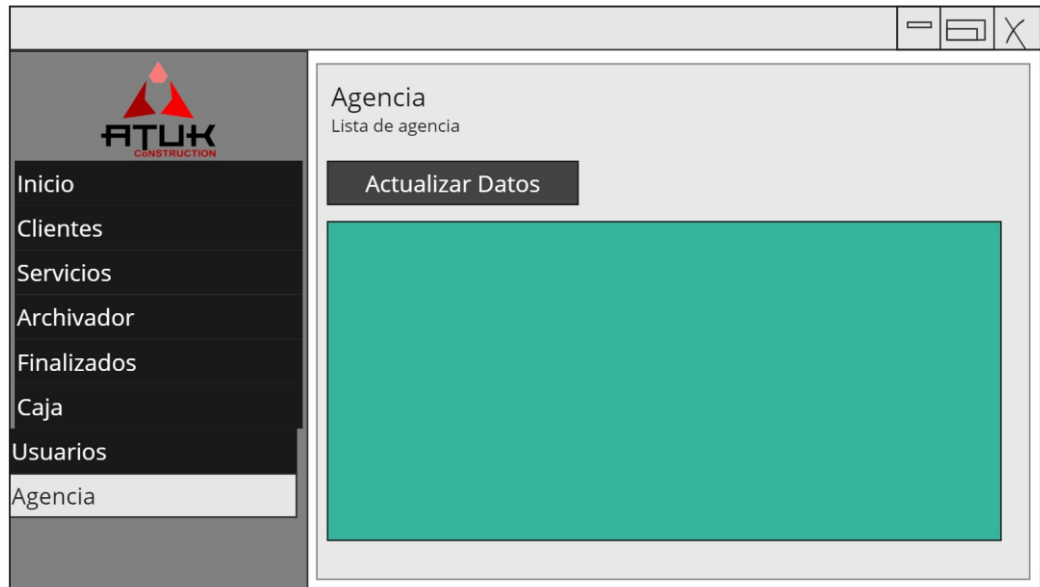 ATUK
CONSTRUCTION
Inicio
Clientes
Servicios
Archivador
Finalizados
Caja
Usuarios
Agencia
Agencia
Lista de agencia
Actualizar Datos